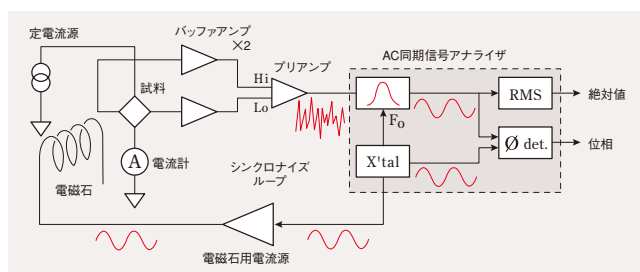 定電流源
バッファアンプ
×2
プリアンプ
AC同期信号アナライザ
Hi
Lo
試料
RMS
絶対値
Fo
Ø det.
位相
X'tal
A
電流計
電磁石
シンクロナイズ
ループ
電磁石用電流源